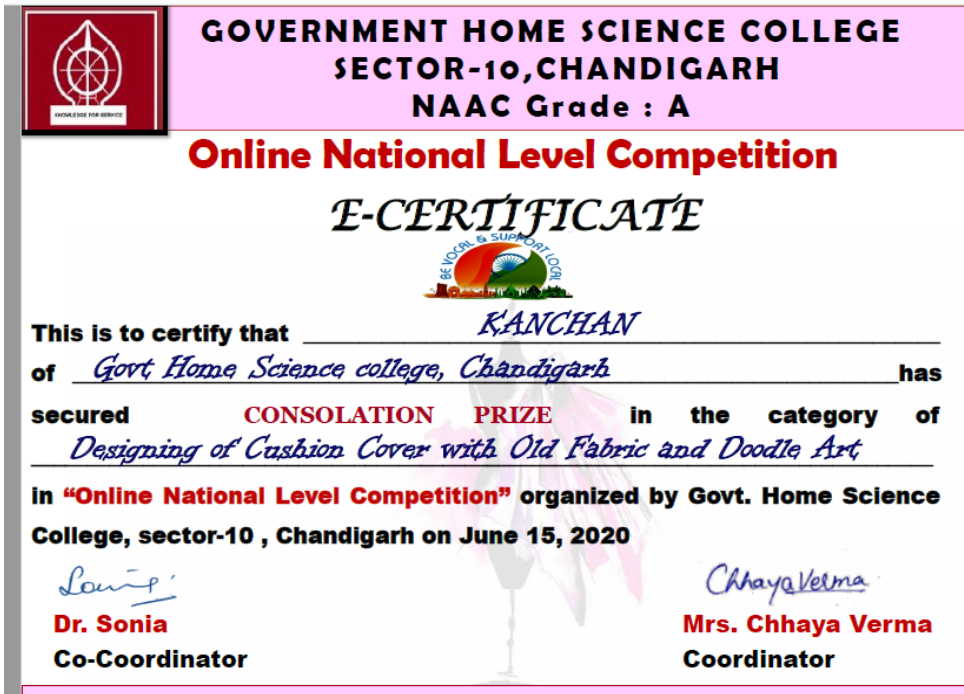 GOVERNMENT HOME SCIENCE COLLEGE
SECTOR-10,CHANDIGARH
NAAC Grade : A
KNOWLEDGE FOR SERVICE
Online National Level Competition
E-CERTIFICATE
BE VOCAL & SUPPORT LOCAL
This is to certify that KANCHAN
of Govt Home Science college, Chandigarh has
secured CONSOLATION PRIZE in the category of
Designing of Cushion Cover with Old Fabric and Doodle Art
in “Online National Level Competition” organized by Govt. Home Science
College, sector-10 , Chandigarh on June 15, 2020
Chhaya Verma
Dr. Sonia Mrs. Chhaya Verma
Co-Coordinator Coordinator